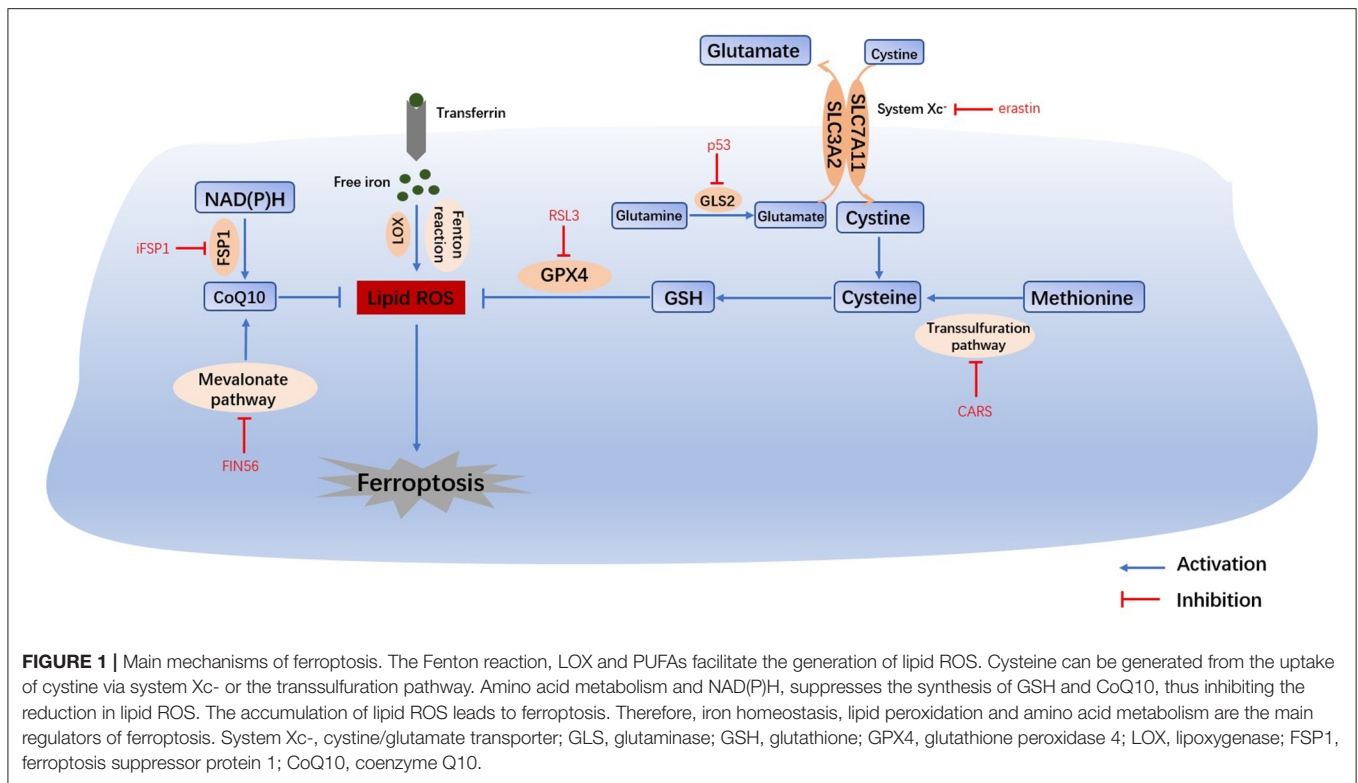 Glutamate
Cystine
SLC3A2
SLC7A11
System Xc-
erastin
Transferrin
Free iron
p53
GLS2
Glutamine
Glutamate
Cystine
NAD(P)H
FSP1
iFSP1
LOX
Fenton
reaction
RSL3
GPX4
CoQ10
Lipid ROS
GSH
Cysteine
Methionine
Transsulfuration
pathway
CARS
Mevalonate
pathway
FIN56
Ferroptosis
Activation
Inhibition
FIGURE 1 | Main mechanisms of ferroptosis. The Fenton reaction, LOX and PUFAs facilitate the generation of lipid ROS. Cysteine can be generated from the uptake
of cystine via system Xc- or the transsulfuration pathway. Amino acid metabolism and NAD(P)H, suppresses the synthesis of GSH and CoQ10, thus inhibiting the
reduction in lipid ROS. The accumulation of lipid ROS leads to ferroptosis. Therefore, iron homeostasis, lipid peroxidation and amino acid metabolism are the main
regulators of ferroptosis. System Xc-, cystine/glutamate transporter; GLS, glutaminase; GSH, glutathione; GPX4, glutathione peroxidase 4; LOX, lipoxygenase; FSP1,
ferroptosis suppressor protein 1; CoQ10, coenzyme Q10.